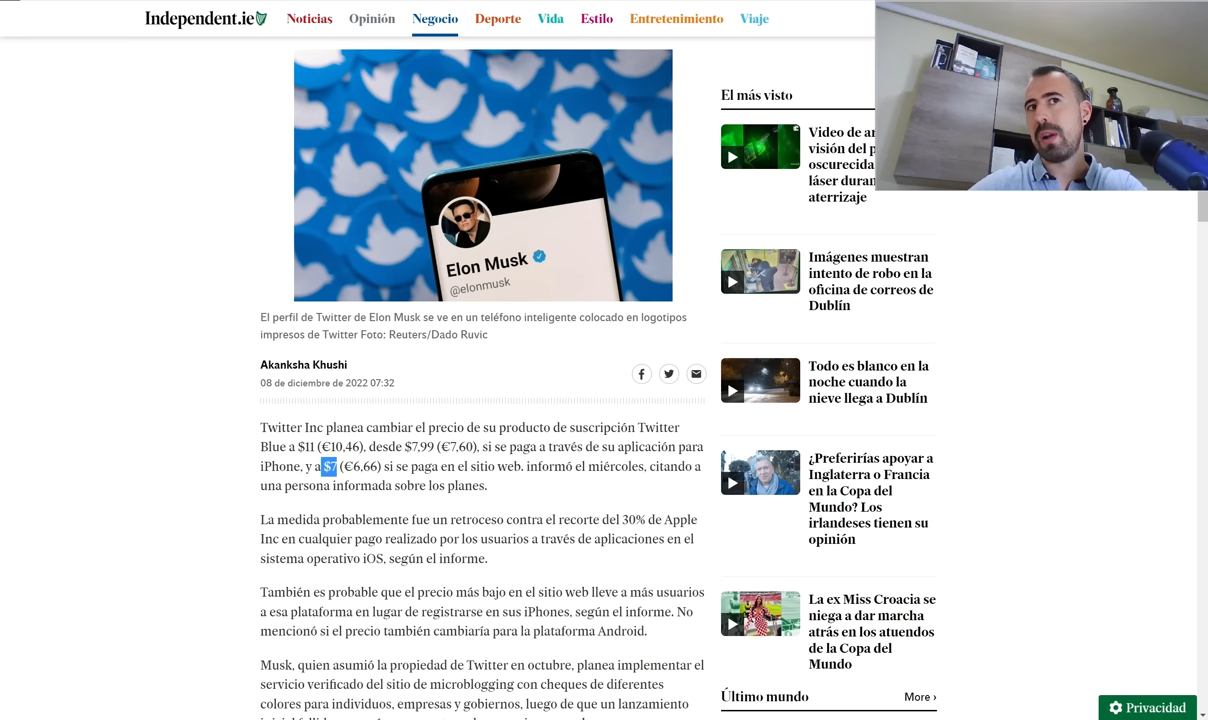 Independent.ie
Noticias
Opinión
Negocio
Deporte
Vida
Estilo
Entretenimiento
Viaje
Elon Musk
@elonmusk
El perfil de Twitter de Elon Musk se ve en un teléfono inteligente colocado en logotipos
impresos de Twitter Foto: Reuters/Dado Ruvic
Akanksha Khushi
08 de diciembre de 2022 07:32
Twitter Inc planea cambiar el precio de su producto de suscripción Twitter
Blue a $11 (€10,46), desde $7,99 (€7,60), si se paga a través de su aplicación para
iPhone, y a $7 (€6,66) si se paga en el sitio web. informó el miércoles, citando a
una persona informada sobre los planes.
La medida probablemente fue un retroceso contra el recorte del 30% de Apple
Inc en cualquier pago realizado por los usuarios a través de aplicaciones en el
sistema operativo iOS, según el informe.
También es probable que el precio más bajo en el sitio web lleve a más usuarios
a esa plataforma en lugar de registrarse en sus iPhones, según el informe. No
mencionó si el precio también cambiaría para la plataforma Android.
Musk, quien asumió la propiedad de Twitter en octubre, planea implementar el
servicio verificado del sitio de microblogging con cheques de diferentes
colores para individuos, empresas y gobiernos, luego de que un lanzamiento
El más visto
Video de
visión del
oscurecida
láser
aterrizaje
Imágenes muestran
intento de robo en la
oficina de correos de
Dublín
Todo es blanco en la
noche cuando la
nieve llega a Dublín
¿Preferirías apoyar a
Inglaterra o Francia
en la Copa del
Mundo? Los
irlandeses tienen su
opinión
La ex Miss Croacia se
niega a dar marcha
atrás en los atuendos
de la Copa del
Mundo
Último mundo
More ›
Privacidad